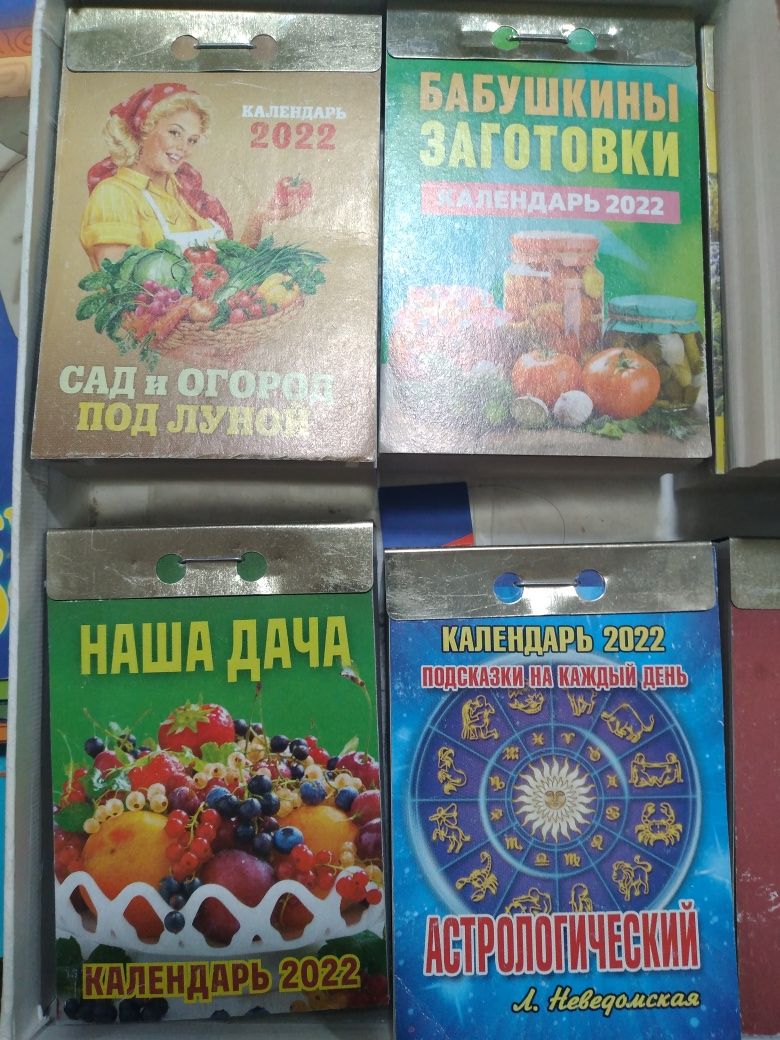 КАЛЕНДАРЬ
2022
САД и ОГОРОД
ПОД ЛУНОЙ
БАБУШКИНЫ
ЗАГОТОВКИ
КАЛЕНДАРЬ 2022
НАША ДАЧА
КАЛЕНДАРЬ 2022
КАЛЕНДАРЬ 2022
ПОДСКАЗКИ НА КАЖДЫЙ ДЕНЬ
АСТРОЛОГИЧЕСКИЙ
Л. Неведомская